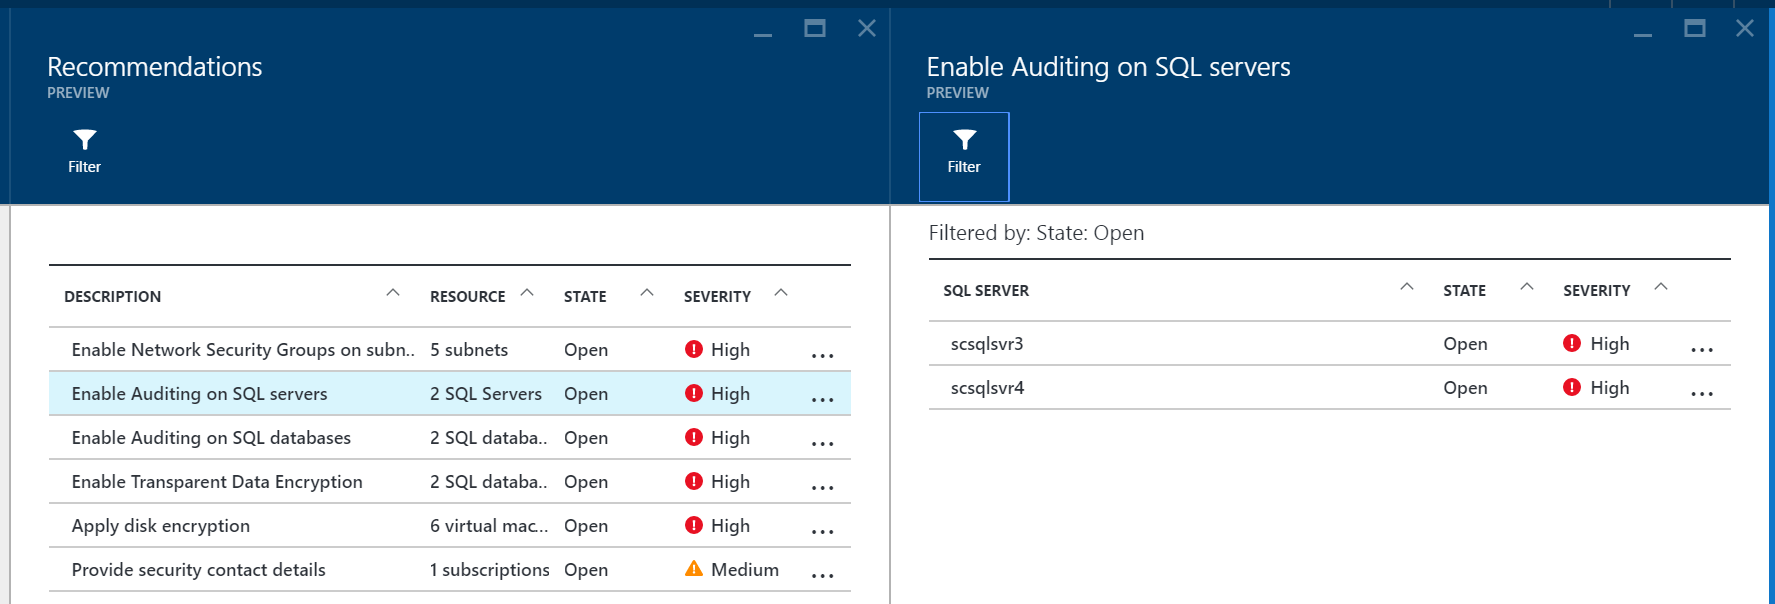 Recommendations
PREVIEW
Filter
DESCRIPTION RESOURCE STATE SEVERITY
Enable Network Security Groups on subn.. 5 subnets Open High ...
Enable Auditing on SQL servers 2 SQL Servers Open High ...
Enable Auditing on SQL databases 2 SQL databa.. Open High ...
Enable Transparent Data Encryption 2 SQL databa.. Open High ...
Apply disk encryption 6 virtual mac... Open High ...
Provide security contact details 1 subscriptions Open Medium ...
Enable Auditing on SQL servers
PREVIEW
Filter
Filtered by: State: Open
SQL SERVER STATE SEVERITY
scsqlsvr3 Open High ...
scsqlsvr4 Open High ...